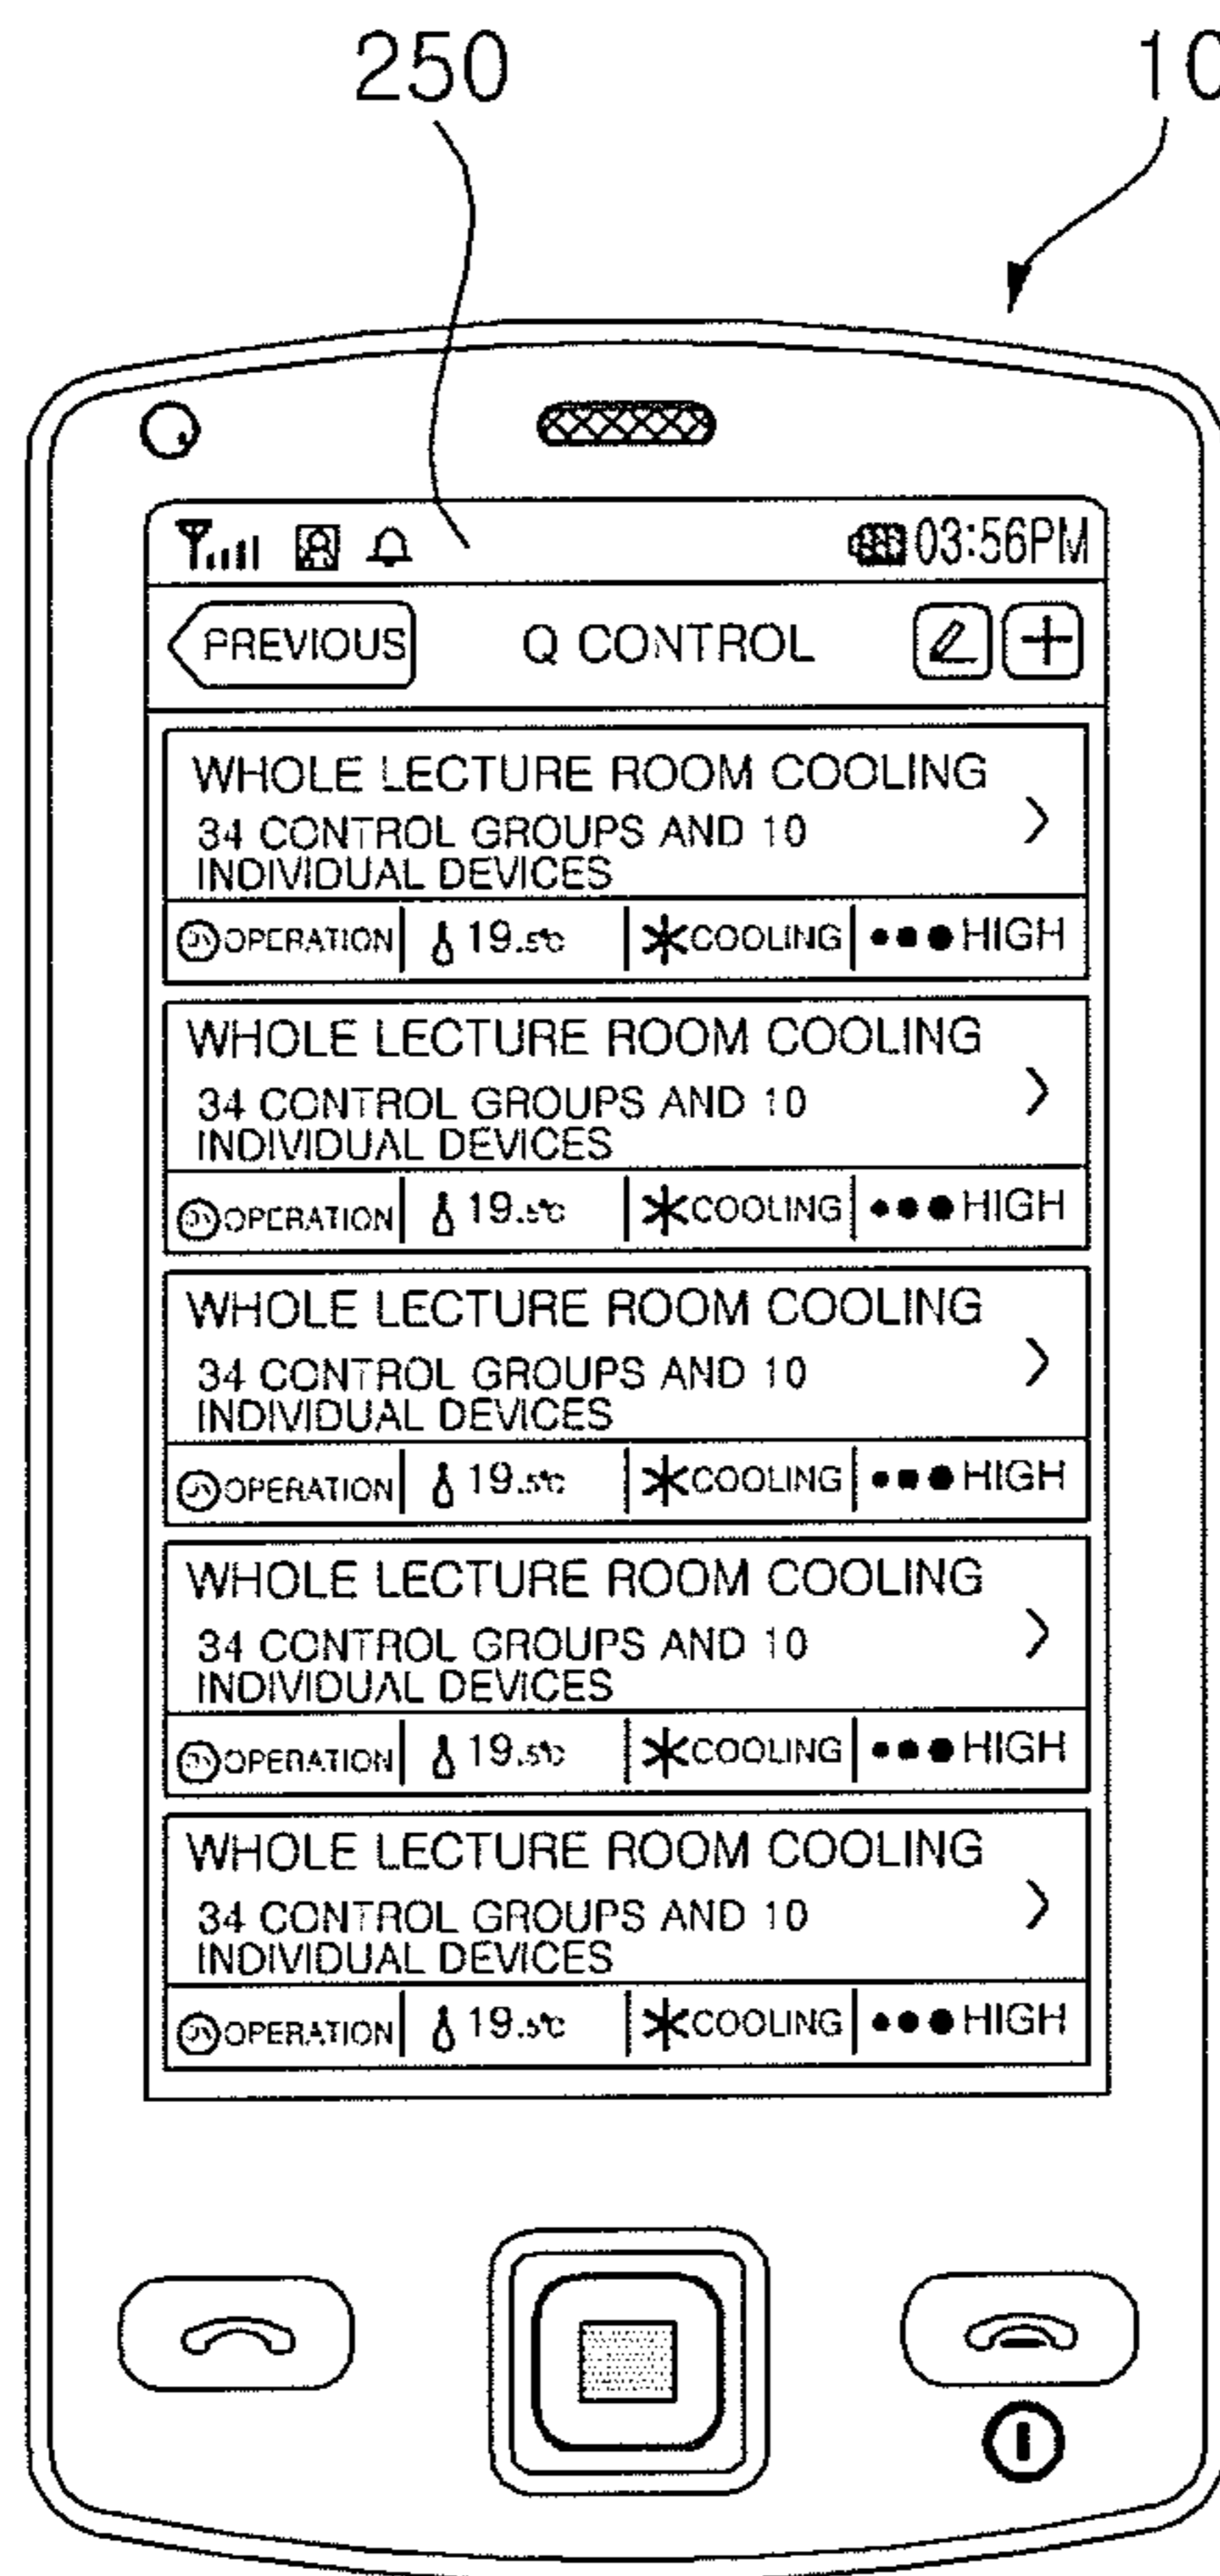 250 10
03:56PM
PREVIOUS Q CONTROL
WHOLE LECTURE ROOM COOLING
34 CONTROL GROUPS AND 10
INDIVIDUAL DEVICES
OPERATION 19.5℃ COOLING HIGH
WHOLE LECTURE ROOM COOLING
34 CONTROL GROUPS AND 10
INDIVIDUAL DEVICES
OPERATION 19.5℃ COOLING HIGH
WHOLE LECTURE ROOM COOLING
34 CONTROL GROUPS AND 10
INDIVIDUAL DEVICES
OPERATION 19.5℃ COOLING HIGH
WHOLE LECTURE ROOM COOLING
34 CONTROL GROUPS AND 10
INDIVIDUAL DEVICES
OPERATION 19.5℃ COOLING HIGH
WHOLE LECTURE ROOM COOLING
34 CONTROL GROUPS AND 10
INDIVIDUAL DEVICES
OPERATION 19.5℃ COOLING HIGH